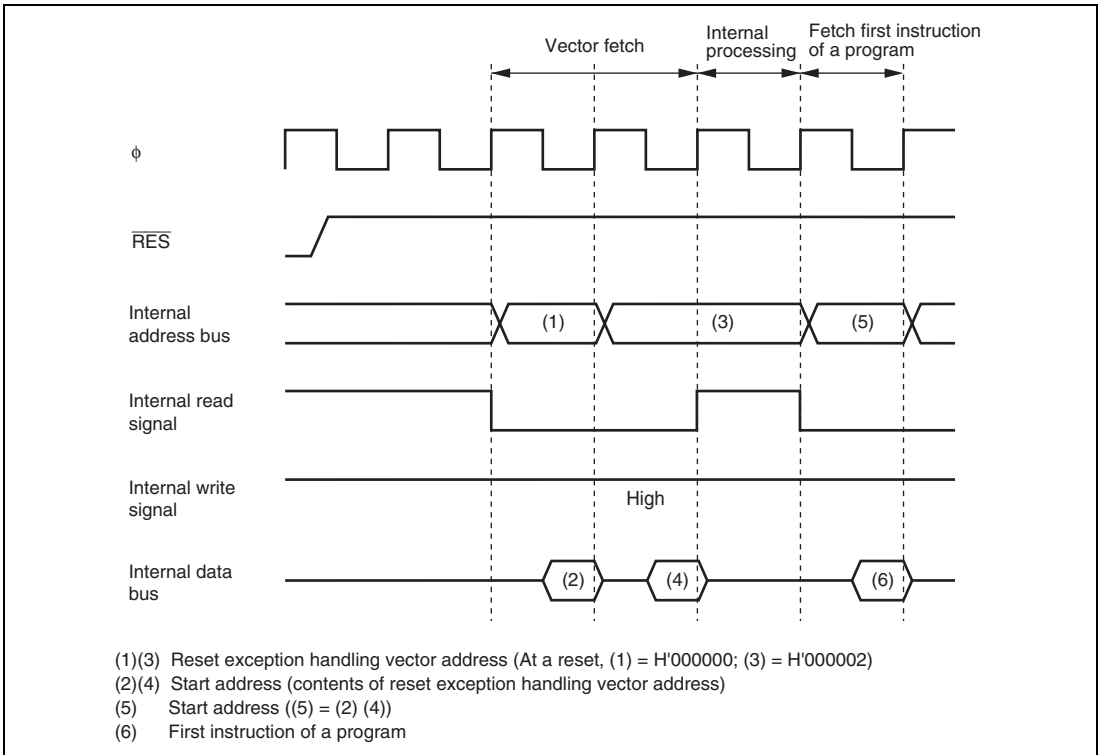 Vector fetch
Internal
processing
Fetch first instruction
of a program
ϕ
RES
Internal
address bus
(1)
(3)
(5)
Internal read
signal
Internal write
signal
High
Internal data
bus
(2)
(4)
(6)
(1)(3) Reset exception handling vector address (At a reset, (1) = H'000000; (3) = H'000002)
(2)(4) Start address (contents of reset exception handling vector address)
(5) Start address ((5) = (2) (4))
(6) First instruction of a program